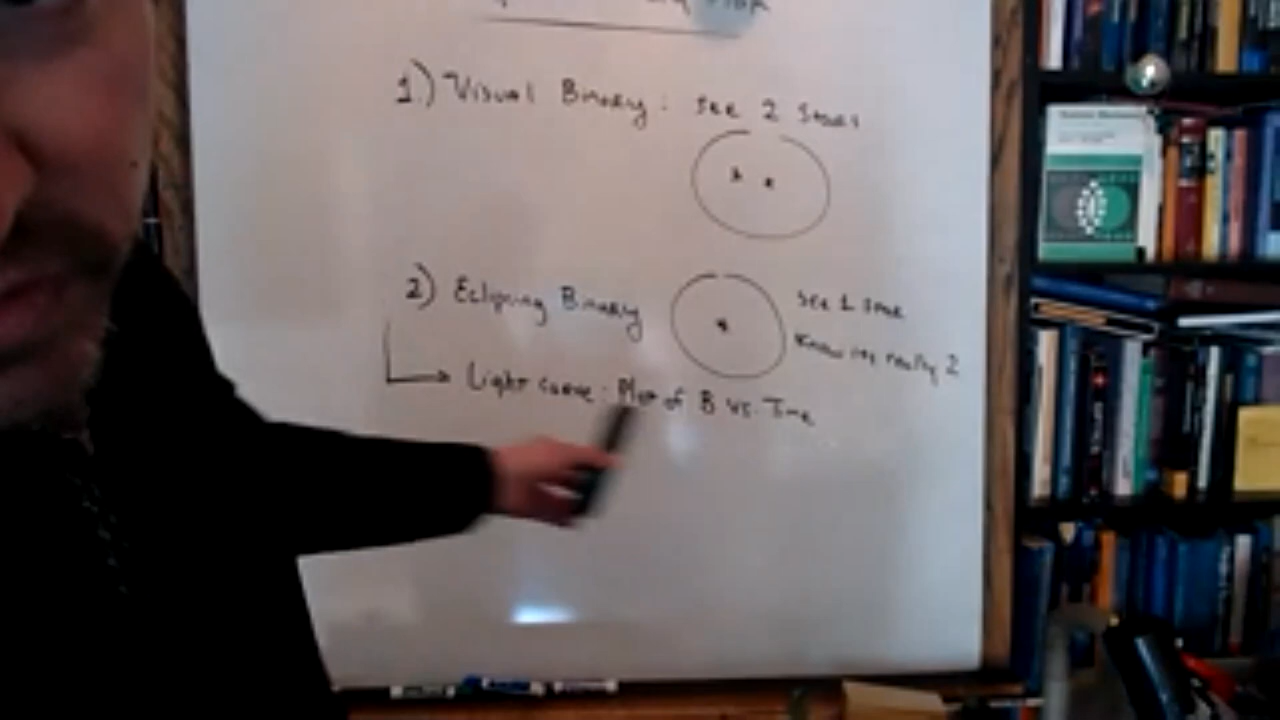 1.) Visual Binary: see 2 stars
2) Eclipsing Binary
see 1 star
Know its really 2
Light curve: Plot of B vs. Time